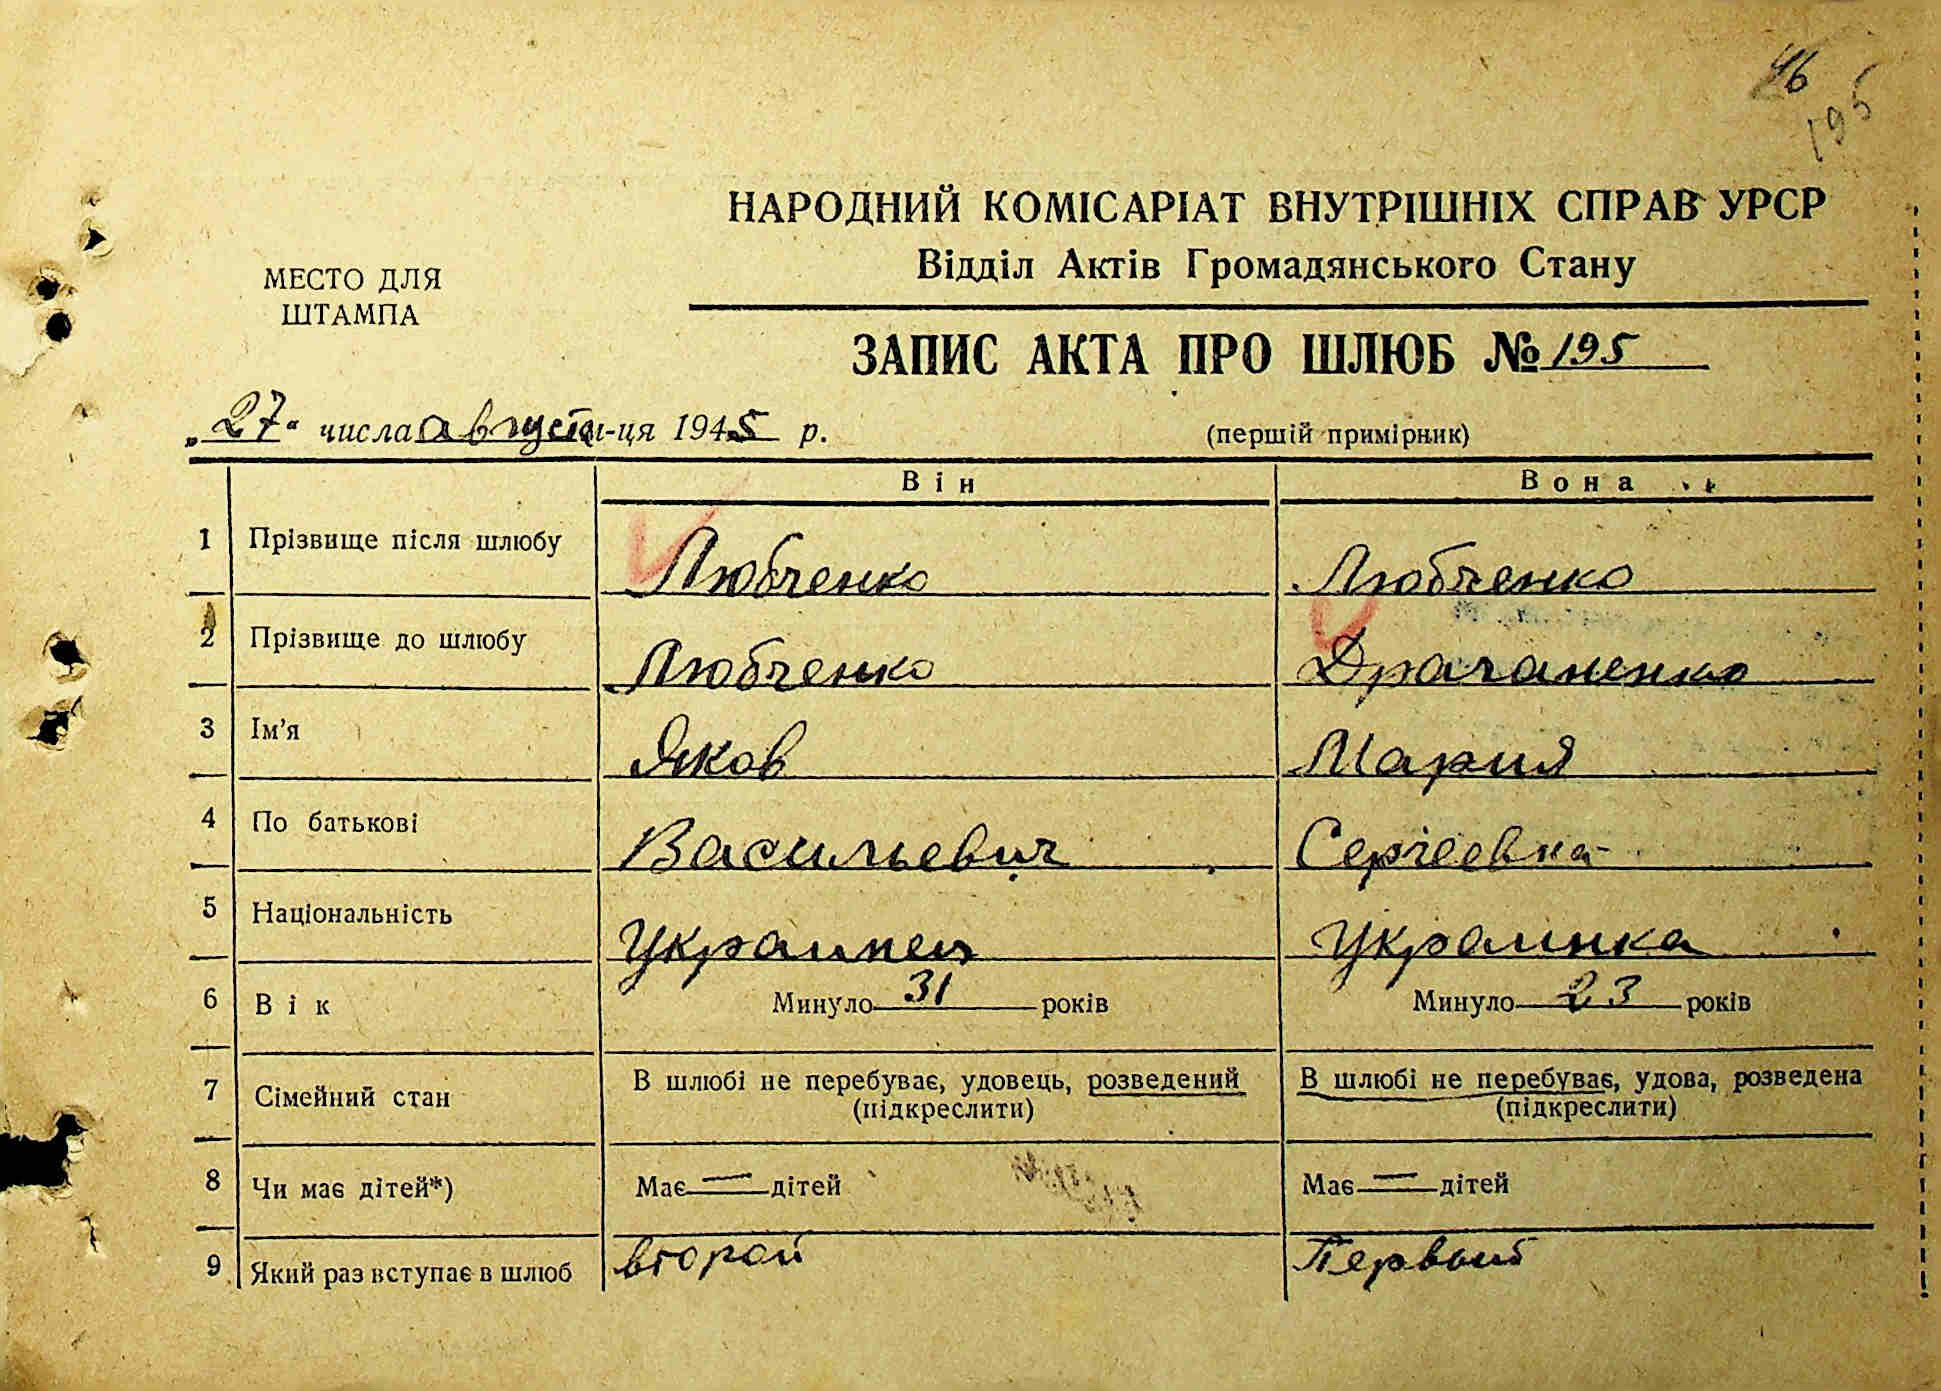 46
195
НАРОДНИЙ КОМІСАРІАТ ВНУТРІШНІХ СПРАВ УРСР
Відділ Актів Громадянського Стану
МЕСТО ДЛЯ
ШТАМПА
ЗАПИС АКТА ПРО ШЛЮБ № 195
„27“ числа августа м-ця 1945 р.
(першій примірник)
Він Вона
1 Прізвище після шлюбу Любченко Любченко
2 Прізвище до шлюбу Любченко Драчаненко
3 Ім'я Яков Мария
4 По батькові Васильевич Сергеевна
5 Національність Украинец Украинка
6 Вік Минуло 31 років Минуло 23 років
7 Сімейний стан В шлюбі не перебуває, удовець, розведений В шлюбі не перебуває, удова, розведена
(підкреслити) (підкреслити)
8 Чи має дітей*) Має — дітей Має — дітей
9 Який раз вступає в шлюб второй Первый